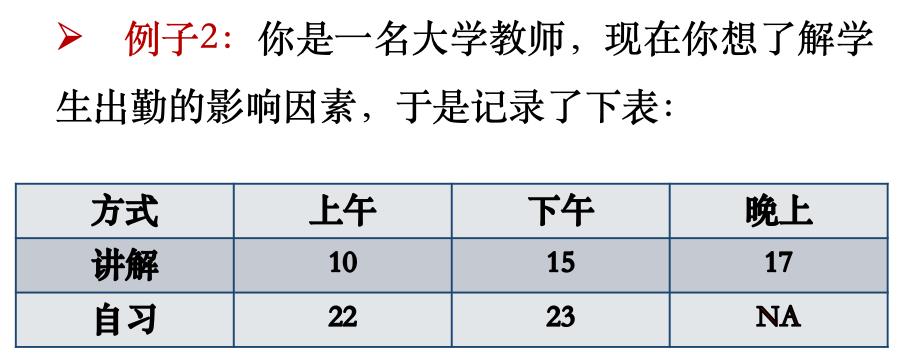 ➢ 例子2：你是一名大学教师，现在你想了解学
生出勤的影响因素，于是记录了下表：
方式 上午 下午 晚上
讲解 10 15 17
自习 22 23 NA